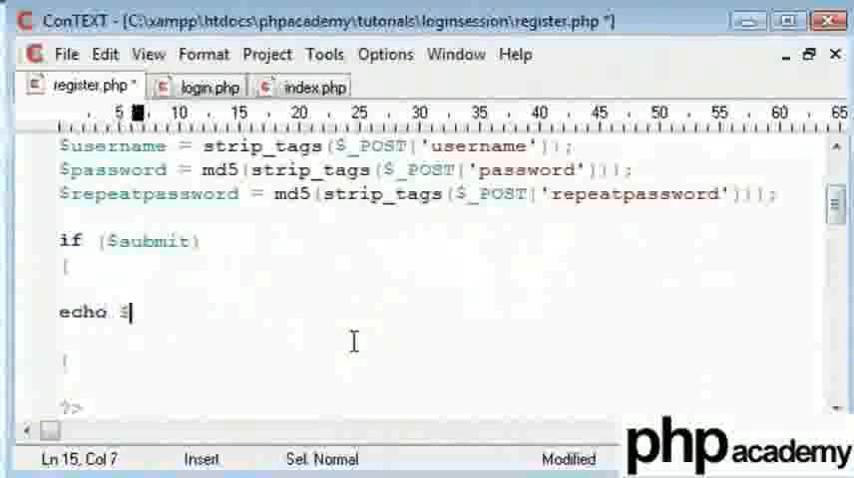 ConTEXT - [C:\xampp\htdocs\phpacademy\tutorials\loginsession\register.php *]
File Edit View Format Project Tools Options Window Help
register.php * login.php index.php
5 10 15 20 25 30 35 40 45 50 55 60 65
$username = strip_tags($_POST['username']);
$password = md5(strip_tags($_POST['password']));
$repeatpassword = md5(strip_tags($_POST['repeatpassword']));
if ($submit)
{
echo $
?>
Ln 15, Col 7 Insert Sel: Normal Modified
php academy